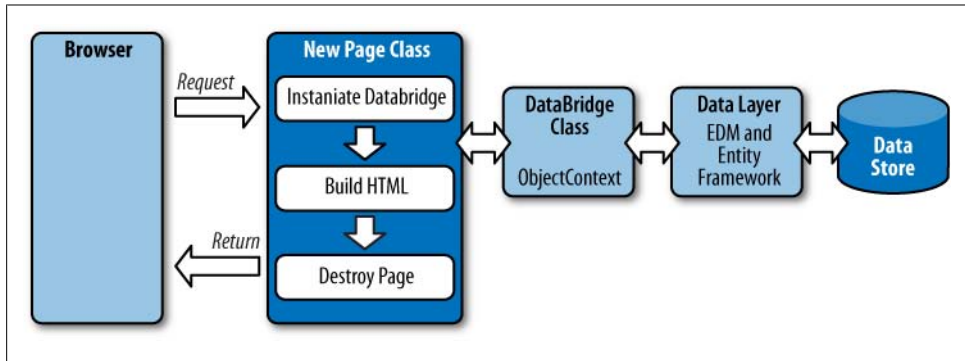 Browser
Request
Return
New Page Class
Instaniate Databridge
Build HTML
Destroy Page
DataBridge
Class
ObjectContext
Data Layer
EDM and
Entity
Framework
Data
Store